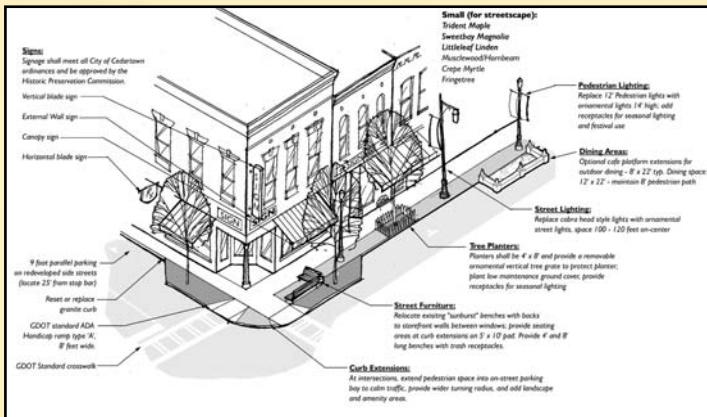 Small (for streetscape):
Trident Maple
Sweetbay Magnolia
Littleleaf Linden
Musclewood/Hornbeam
Crepe Myrtle
Fringetree
Signs:
Signage shall meet all City of Cedartown
ordinances and be approved by the
Historic Preservation Commission.
Vertical blade sign
External Wall sign
Canopy sign
Horizontal blade sign
9 foot parallel parking
on redeveloped side streets
(locate 25' from stop bar)
Reset or replace
granite curb
GDOT standard ADA
Handicap ramp type 'A',
8' feet wide.
GDOT Standard crosswalk
Pedestrian Lighting:
Replace 12' Pedestrian lights with
ornamental lights 14' high; add
receptacles for seasonal lighting
and festival use
Dining Areas:
Optional cafe platform extensions for
outdoor dining - 8' x 22' typ. Dining space:
12' x 22' - maintain 8' pedestrian path
Street Lighting:
Replace cobra head style lights with ornamental
street lights, space 100 - 120 feet on-center
Tree Planters:
Planters shall be 4' x 8' and provide a removable
ornamental vertical tree grate to protect planter;
plant low maintenance ground cover, provide
receptacles for seasonal lighting
Street Furniture:
Relocate existing "sunburst" benches with backs
to storefront walls between windows; provide seating
areas at curb extensions on 5' x 10' pad. Provide 4' and 8'
long benches with trash receptacles.
Curb Extensions:
At intersections, extend pedestrian space into on-street parking
bay to calm traffic, provide wider turning radius, and add landscape
and amenity areas.